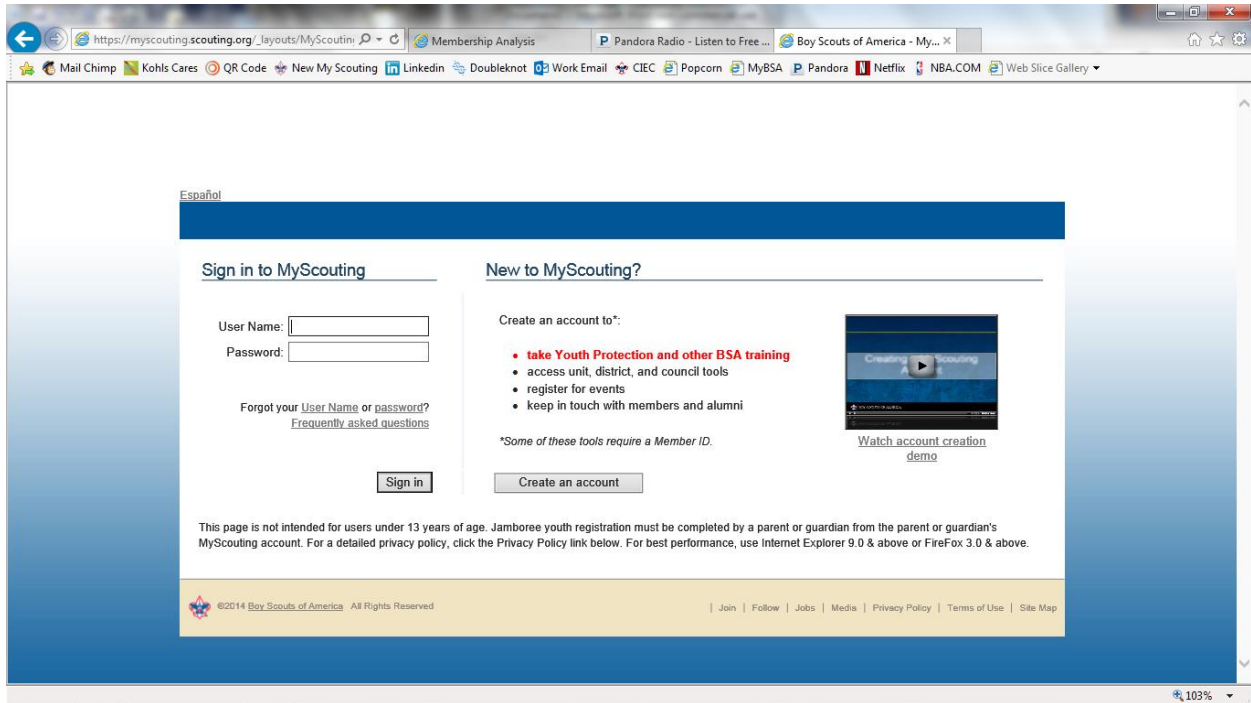 https://myscouting.scouting.org/_layouts/MyScoutin
Membership Analysis
Pandora Radio - Listen to Free ...
Boy Scouts of America - My...
Mail Chimp Kohls Cares QR Code New My Scouting Linkedin Doubleknot Work Email CIEC Popcorn MyBSA Pandora Netflix NBA.COM Web Slice Gallery
Español
Sign in to MyScouting
User Name:
Password:
Forgot your User Name or password?
Frequently asked questions
Sign in
New to MyScouting?
Create an account to*:
• take Youth Protection and other BSA training
• access unit, district, and council tools
• register for events
• keep in touch with members and alumni
*Some of these tools require a Member ID.
Create an account
Watch account creation
demo
This page is not intended for users under 13 years of age. Jamboree youth registration must be completed by a parent or guardian from the parent or guardian's
MyScouting account. For a detailed privacy policy, click the Privacy Policy link below. For best performance, use Internet Explorer 9.0 & above or FireFox 3.0 & above.
©2014 Boy Scouts of America All Rights Reserved
| Join | Follow | Jobs | Media | Privacy Policy | Terms of Use | Site Map
103%